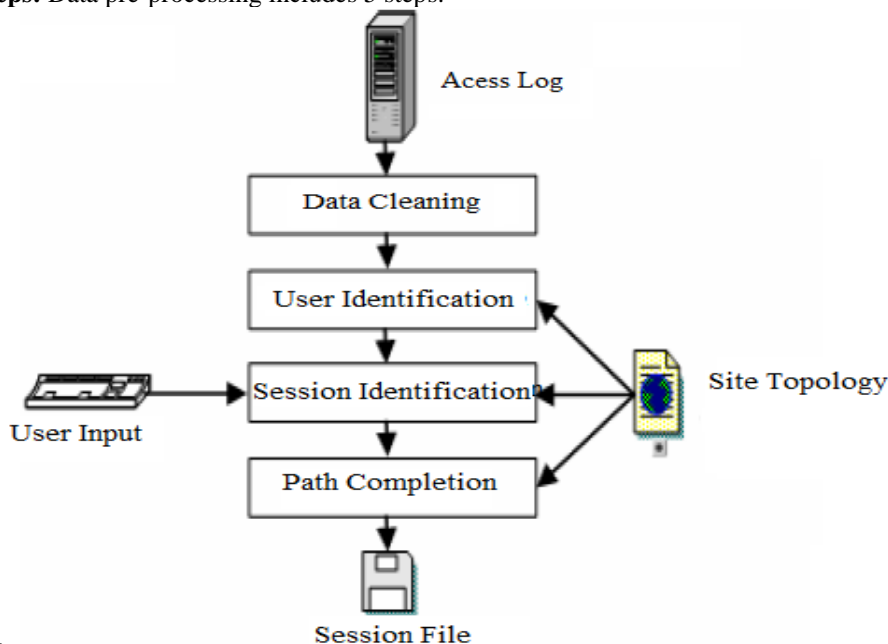 Data pre-processing includes 5 steps.
Acess Log
Data Cleaning
User Identification
Session Identification
Site Topology
User Input
Path Completion
Session File